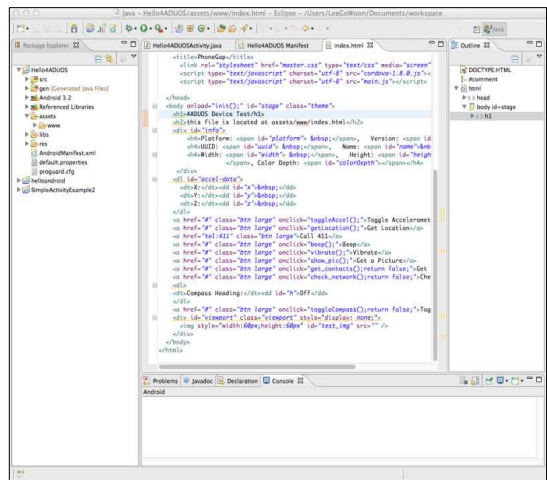 Java - Hello4ADUOS/assets/www/index.html - Eclipse - /Users/LeeGoWoon/Documents/workspace
Java
Package Explorer
Hello4ADUOS
src
gen [Generated Java Files]
Android 3.2
Referenced Libraries
assets
www
libs
res
AndroidManifest.xml
default.properties
proguard.cfg
helloandroid
SimpleActivityExample2
Hello4ADUOSActivity.java
Hello4ADUOS Manifest
index.html
<title>PhoneGap</title>
<link rel="stylesheet" href="master.css" type="text/css" media="screen"
<script type="text/javascript" charset="utf-8" src="cordova-1.8.0.js"><
<script type="text/javascript" charset="utf-8" src="main.js"></script>
</head>
<body onload="init();" id="stage" class="theme">
<h1>4ADUOS Device Test/h1>
<h2>this file is located at assets/www/index.html</h2>
<div id="info">
<h4>Platform: <span id="platform"> &nbsp;</span>, Version: <span id
<h4>UUID: <span id="uuid"> &nbsp;</span>, Name: <span id="name">&nb
<h4>Width: <span id="width"> &nbsp;</span>, Height: <span id="heigh
</span>, Color Depth: <span id="colorDepth"></span></h4>
</div>
<dl id="accel-data">
<dt>X:</dt><dd id="x">&nbsp;</dd>
<dt>Y:</dt><dd id="y">&nbsp;</dd>
<dt>Z:</dt><dd id="z">&nbsp;</dd>
</dl>
<a href="#" class="btn large" onclick="toggleAccel();">Toggle Acceleromet
<a href="#" class="btn large" onclick="getLocation();">Get Location</a>
<a href="tel:411" class="btn large">Call 411</a>
<a href="#" class="btn large" onclick="beep();">Beep</a>
<a href="#" class="btn large" onclick="vibrate();">Vibrate</a>
<a href="#" class="btn large" onclick="show_pic();">Get a Picture</a>
<a href="#" class="btn large" onclick="get_contacts();return false;">Get
<a href="#" class="btn large" onclick="check_network();return false;">Che
<dl>
<dt>Compass Heading:</dt><dd id="h">Off</dd>
</dl>
<a href="#" class="btn large" onclick="toggleCompass();return false;">Tog
<div id="viewport" class="viewport" style="display: none;">
<img style="width:60px;height:60px" id="test_img" src="" />
</div>
</body>
</html>
Outline
DOCTYPE:HTML
#comment
html
head
body id=stage
h1
Problems
Javadoc
Declaration
Console
Android